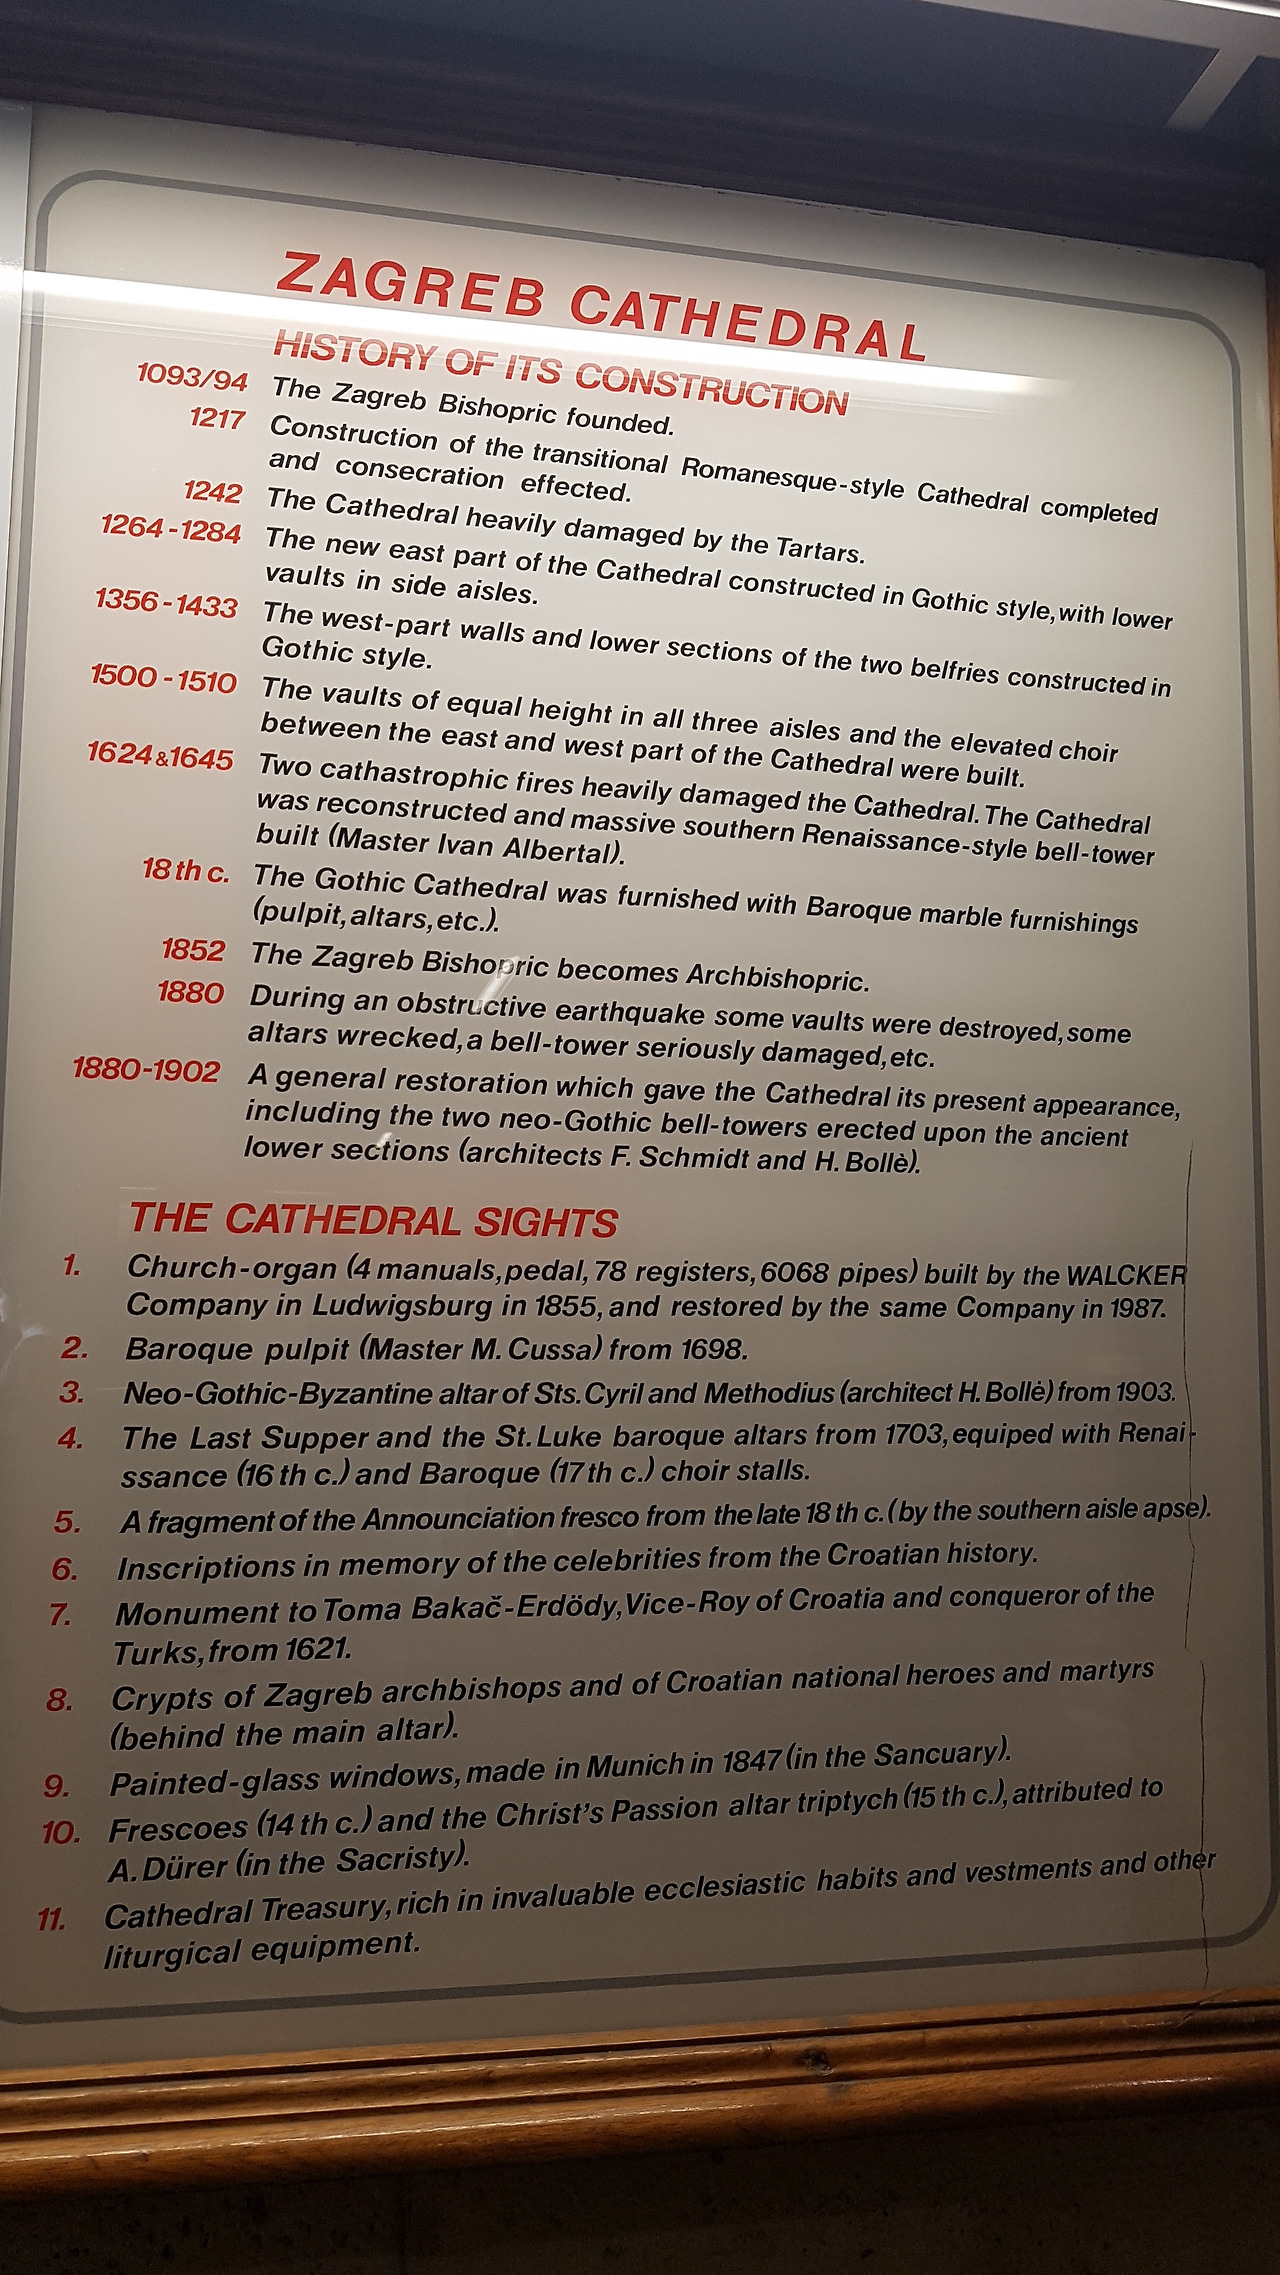 ZAGREB CATHEDRAL
HISTORY OF ITS CONSTRUCTION
1093/94 The Zagreb Bishopric founded.
1217 Construction of the transitional Romanesque-style Cathedral completed
and consecration effected.
1242 The Cathedral heavily damaged by the Tartars.
1264-1284 The new east part of the Cathedral constructed in Gothic style, with lower
vaults in side aisles.
1356-1433 The west-part walls and lower sections of the two belfries constructed in
Gothic style.
1500-1510 The vaults of equal height in all three aisles and the elevated choir
between the east and west part of the Cathedral were built.
1624&1645 Two cathastrophic fires heavily damaged the Cathedral. The Cathedral
was reconstructed and massive southern Renaissance-style bell-tower
built (Master Ivan Albertal).
18 th c. The Gothic Cathedral was furnished with Baroque marble furnishings
(pulpit, altars, etc.).
1852 The Zagreb Bishopric becomes Archbishopric.
1880 During an obstructive earthquake some vaults were destroyed, some
altars wrecked, a bell-tower seriously damaged, etc.
1880-1902 A general restoration which gave the Cathedral its present appearance,
including the two neo-Gothic bell-towers erected upon the ancient
lower sections (architects F. Schmidt and H. Bollè).
THE CATHEDRAL SIGHTS
1. Church-organ (4 manuals, pedal, 78 registers, 6068 pipes) built by the WALCKER
Company in Ludwigsburg in 1855, and restored by the same Company in 1987.
2. Baroque pulpit (Master M. Cussa) from 1698.
3. Neo-Gothic-Byzantine altar of Sts. Cyril and Methodius (architect H. Bollė) from 1903.
4. The Last Supper and the St. Luke baroque altars from 1703, equiped with Renai-
ssance (16 th c.) and Baroque (17 th c.) choir stalls.
5. A fragment of the Announciation fresco from the late 18 th c. (by the southern aisle apse).
6. Inscriptions in memory of the celebrities from the Croatian history.
7. Monument to Toma Bakač-Erdödy, Vice-Roy of Croatia and conqueror of the
Turks, from 1621.
8. Crypts of Zagreb archbishops and of Croatian national heroes and martyrs
(behind the main altar).
9. Painted-glass windows, made in Munich in 1847 (in the Sancuary).
10. Frescoes (14 th c.) and the Christ's Passion altar triptych (15 th c.), attributed to
A. Dürer (in the Sacristy).
11. Cathedral Treasury, rich in invaluable ecclesiastic habits and vestments and other
liturgical equipment.